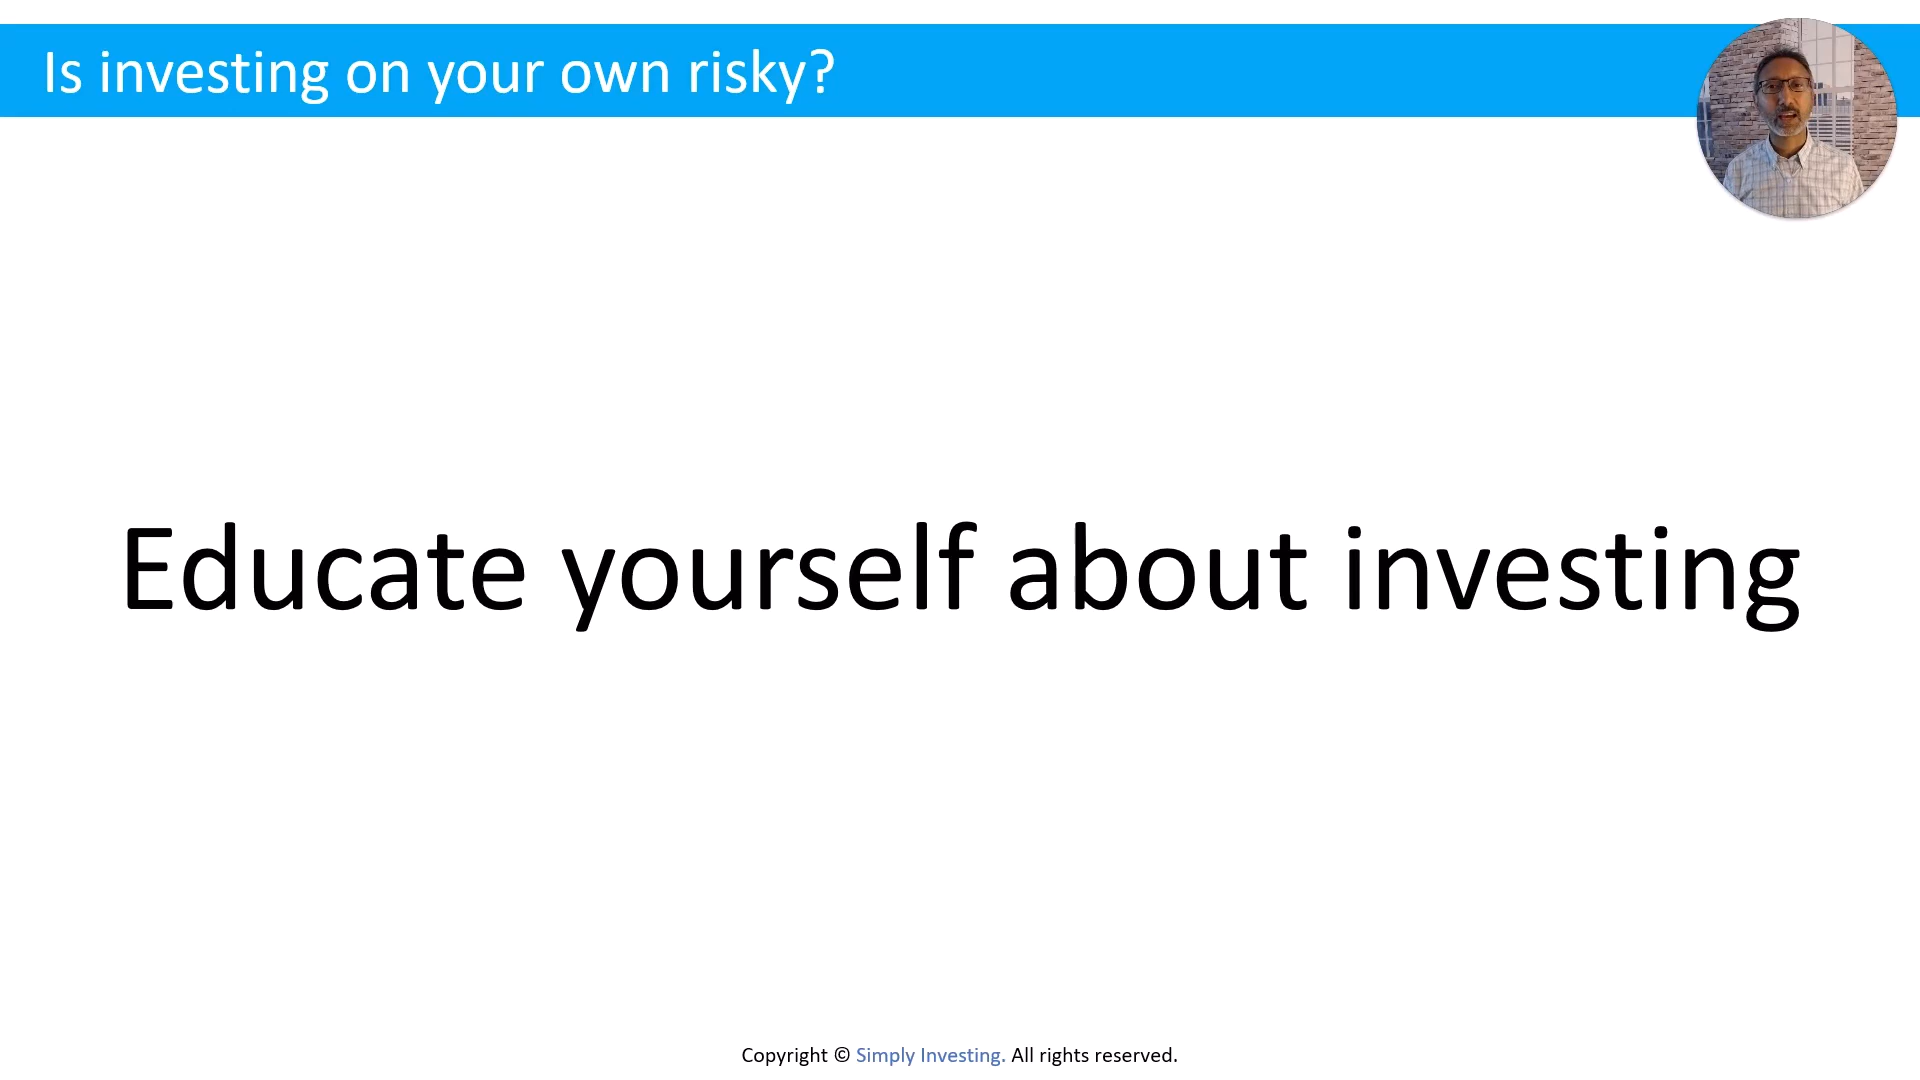 Is investing on your own risky?
Educate yourself about investing
Copyright © Simply Investing. All rights reserved.